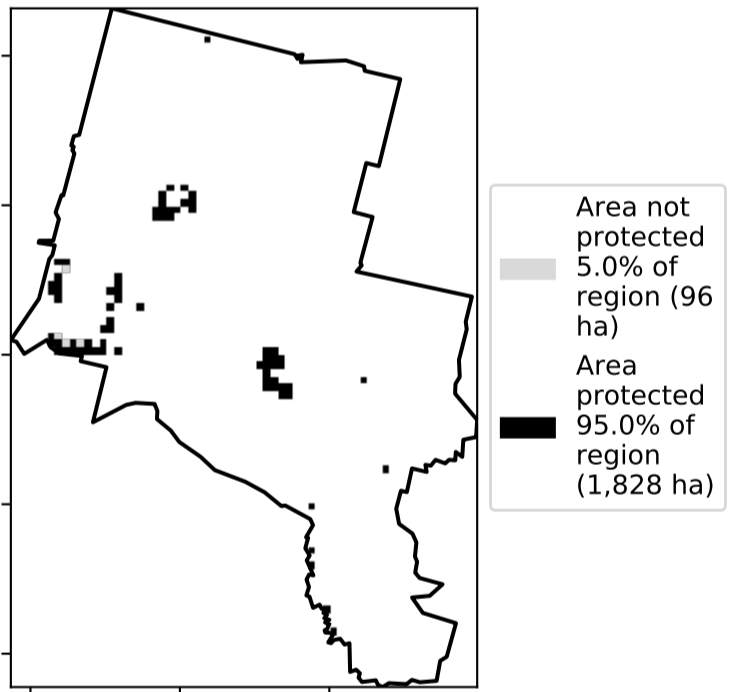 Area not
protected
5.0% of
region (96
ha)
Area
protected
95.0% of
region
(1,828 ha)